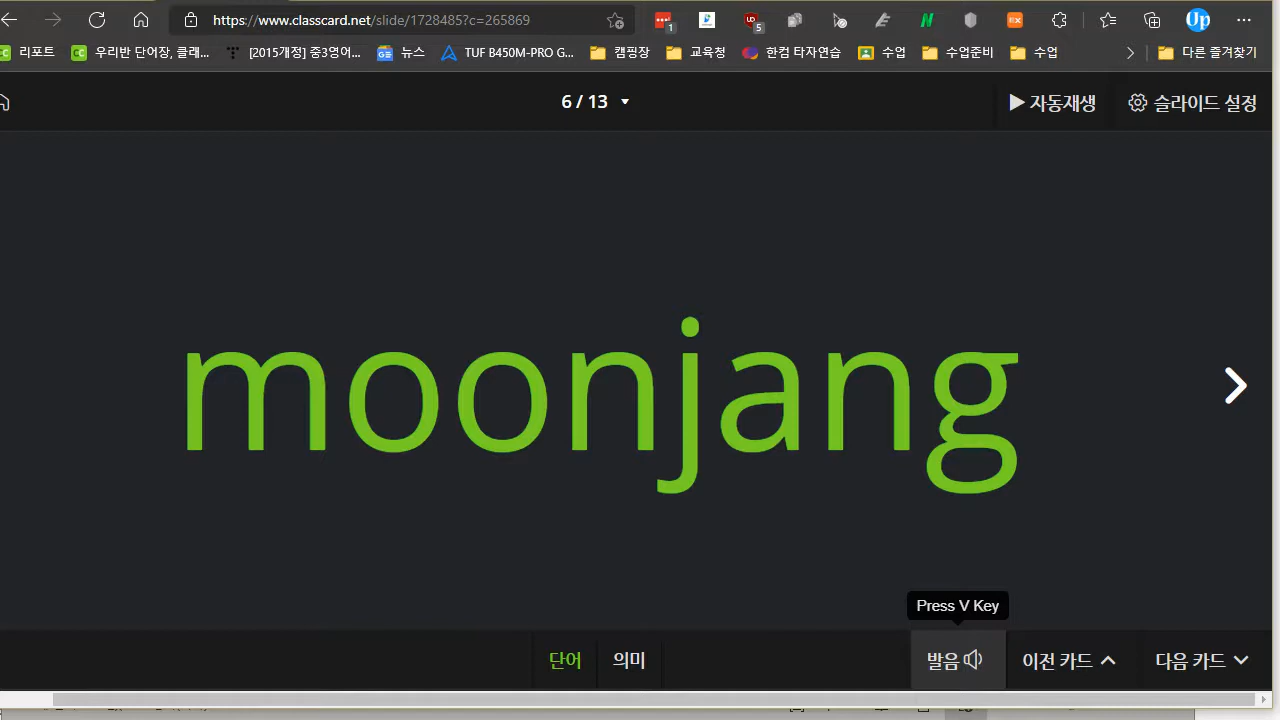 https://www.classcard.net/slide/1728485?c=265869
1
5
Up
리포트
우리반 단어장, 클래...
[2015개정] 중3영어...
뉴스
TUF B450M-PRO G...
캠핑장
교육청
한컴 타자연습
수업
수업준비
수업
다른 즐겨찾기
6 / 13
자동재생
슬라이드 설정
moonjang
Press V Key
단어
의미
발음
이전 카드
다음 카드